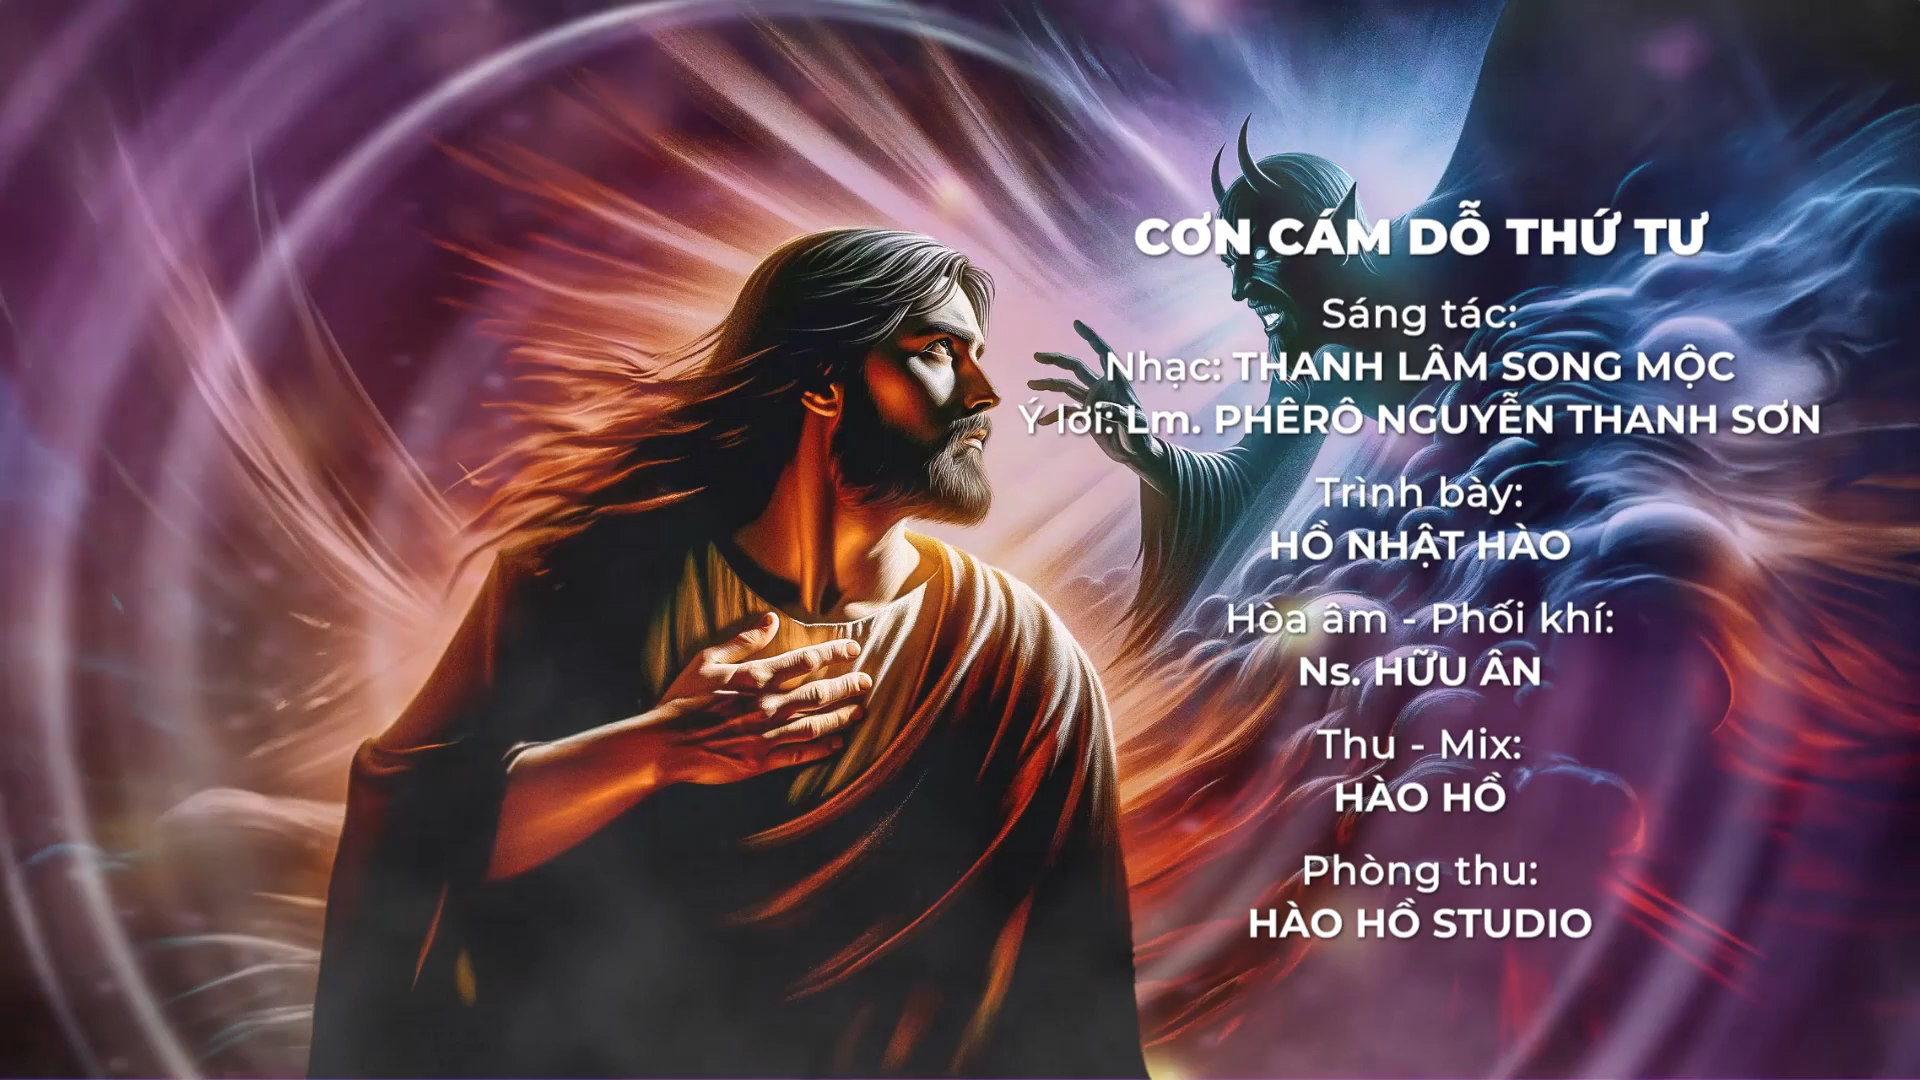 CƠN CÁM DỖ THỨ TƯ
Sáng tác:
Nhạc: THANH LÂM SONG MỘC
Ý lời: Lm. PHÊRÔ NGUYỄN THANH SƠN
Trình bày:
HỒ NHẬT HÀO
Hòa âm - Phối khí:
Ns. HỮU ÂN
Thu - Mix:
HÀO HỒ
Phòng thu:
HÀO HỒ STUDIO